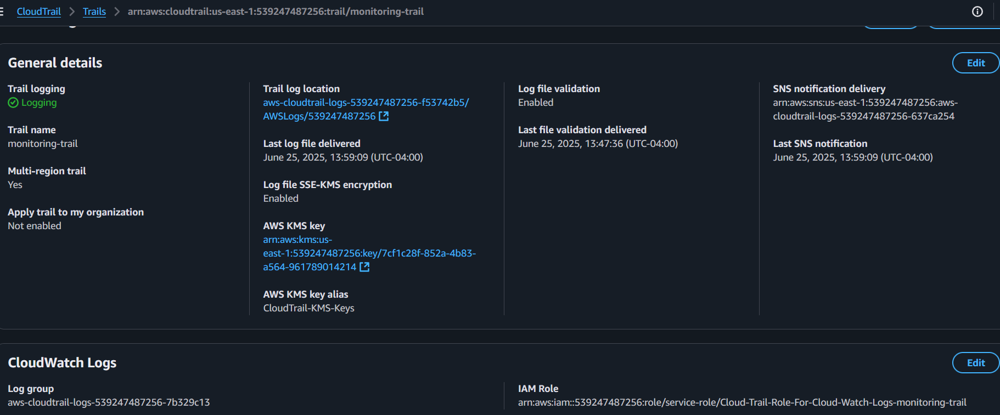 CloudTrail > Trails > arn:aws:cloudtrail:us-east-1:539247487256:trail/monitoring-trail
General details
Edit
Trail logging
Logging
Trail name
monitoring-trail
Multi-region trail
Yes
Apply trail to my organization
Not enabled
Trail log location
aws-cloudtrail-logs-539247487256-f53742b5/
AWSLogs/539247487256
Last log file delivered
June 25, 2025, 13:59:09 (UTC-04:00)
Log file SSE-KMS encryption
Enabled
AWS KMS key
arn:aws:kms:us-
east-1:539247487256:key/7cf1c28f-852a-4b83-
a564-961789014214
AWS KMS key alias
CloudTrail-KMS-Keys
Log file validation
Enabled
Last file validation delivered
June 25, 2025, 13:47:36 (UTC-04:00)
SNS notification delivery
arn:aws:sns:us-east-1:539247487256:aws-
cloudtrail-logs-539247487256-637ca254
Last SNS notification
June 25, 2025, 13:59:09 (UTC-04:00)
CloudWatch Logs
Edit
Log group
aws-cloudtrail-logs-539247487256-7b329c13
IAM Role
arn:aws:iam::539247487256:role/service-role/Cloud-Trail-Role-For-Cloud-Watch-Logs-monitoring-trail